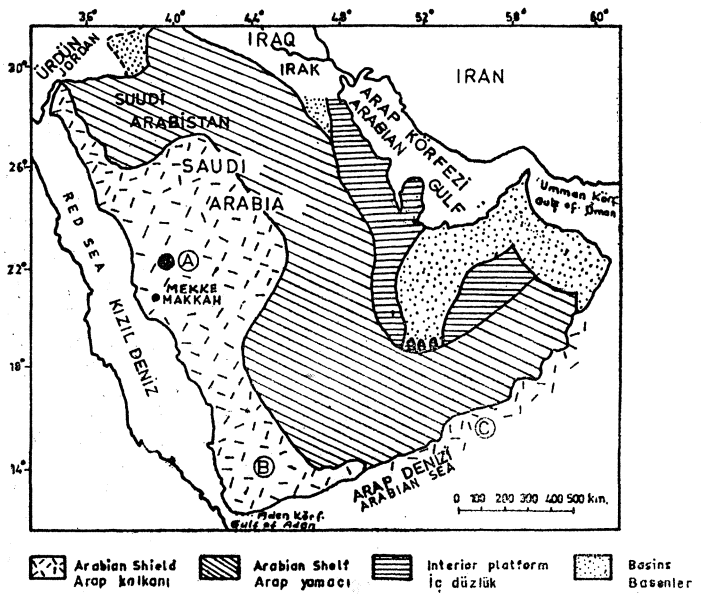 36° 40° 44° 48° 52° 56° 60°
30°
26°
22°
18°
14°
ÜRDÜN
JORDAN
IRAQ
IRAK
IRAN
SUUDİ
ARABİSTAN
SAUDI
ARABIA
ARAP KÖRFEZİ
ARABIAN GULF
Umman Körf.
Gulf of Oman
RED SEA
KIZIL DENİZ
A
MEKKE
MAKKAH
B
C
ARAP DENİZİ
ARABIAN SEA
Aden Körf.
Gulf of Adan
0 100 200 300 400 500 km.
Arabian Shield
Arap kalkanı
Arabian Shelf
Arap yamacı
Interior platform
İç düzlük
Basins
Basenler